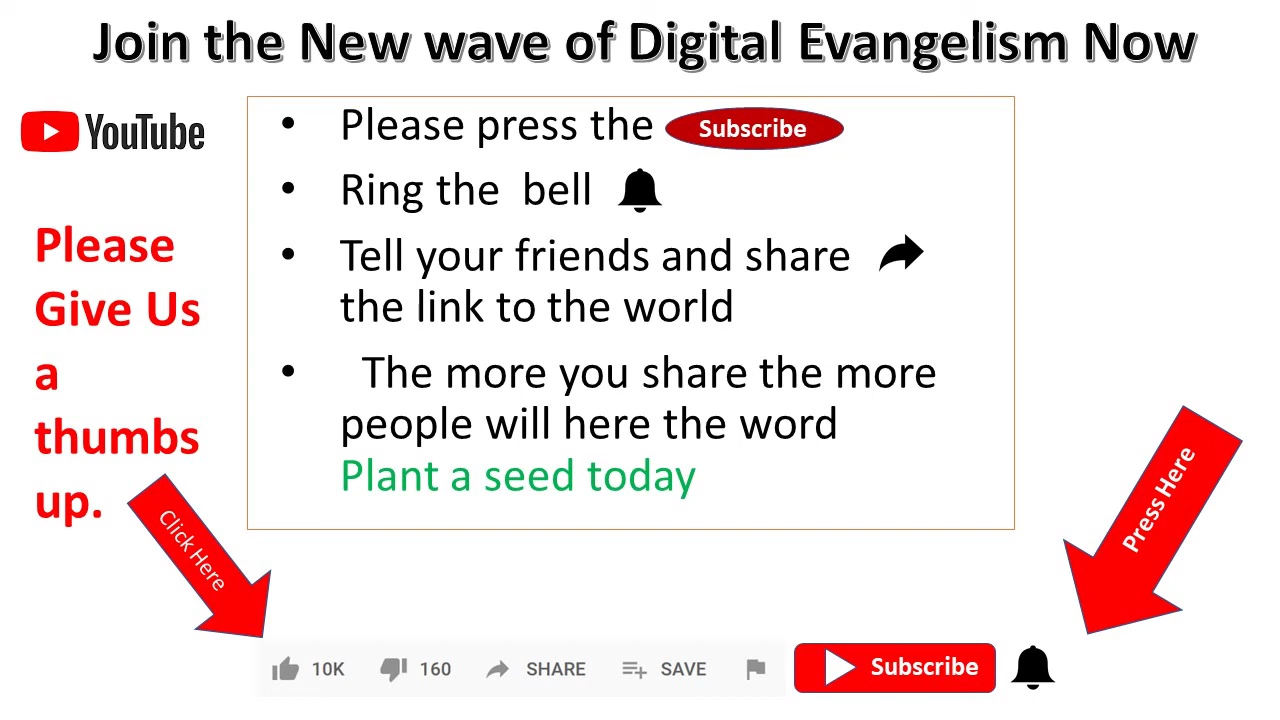 Join the New wave of Digital Evangelism Now
YouTube
Please
Give Us
a
thumbs
up.
• Please press the Subscribe
• Ring the bell
• Tell your friends and share
the link to the world
• The more you share the more
people will here the word
Plant a seed today
Click Here
Press Here
10K 160 SHARE SAVE Subscribe